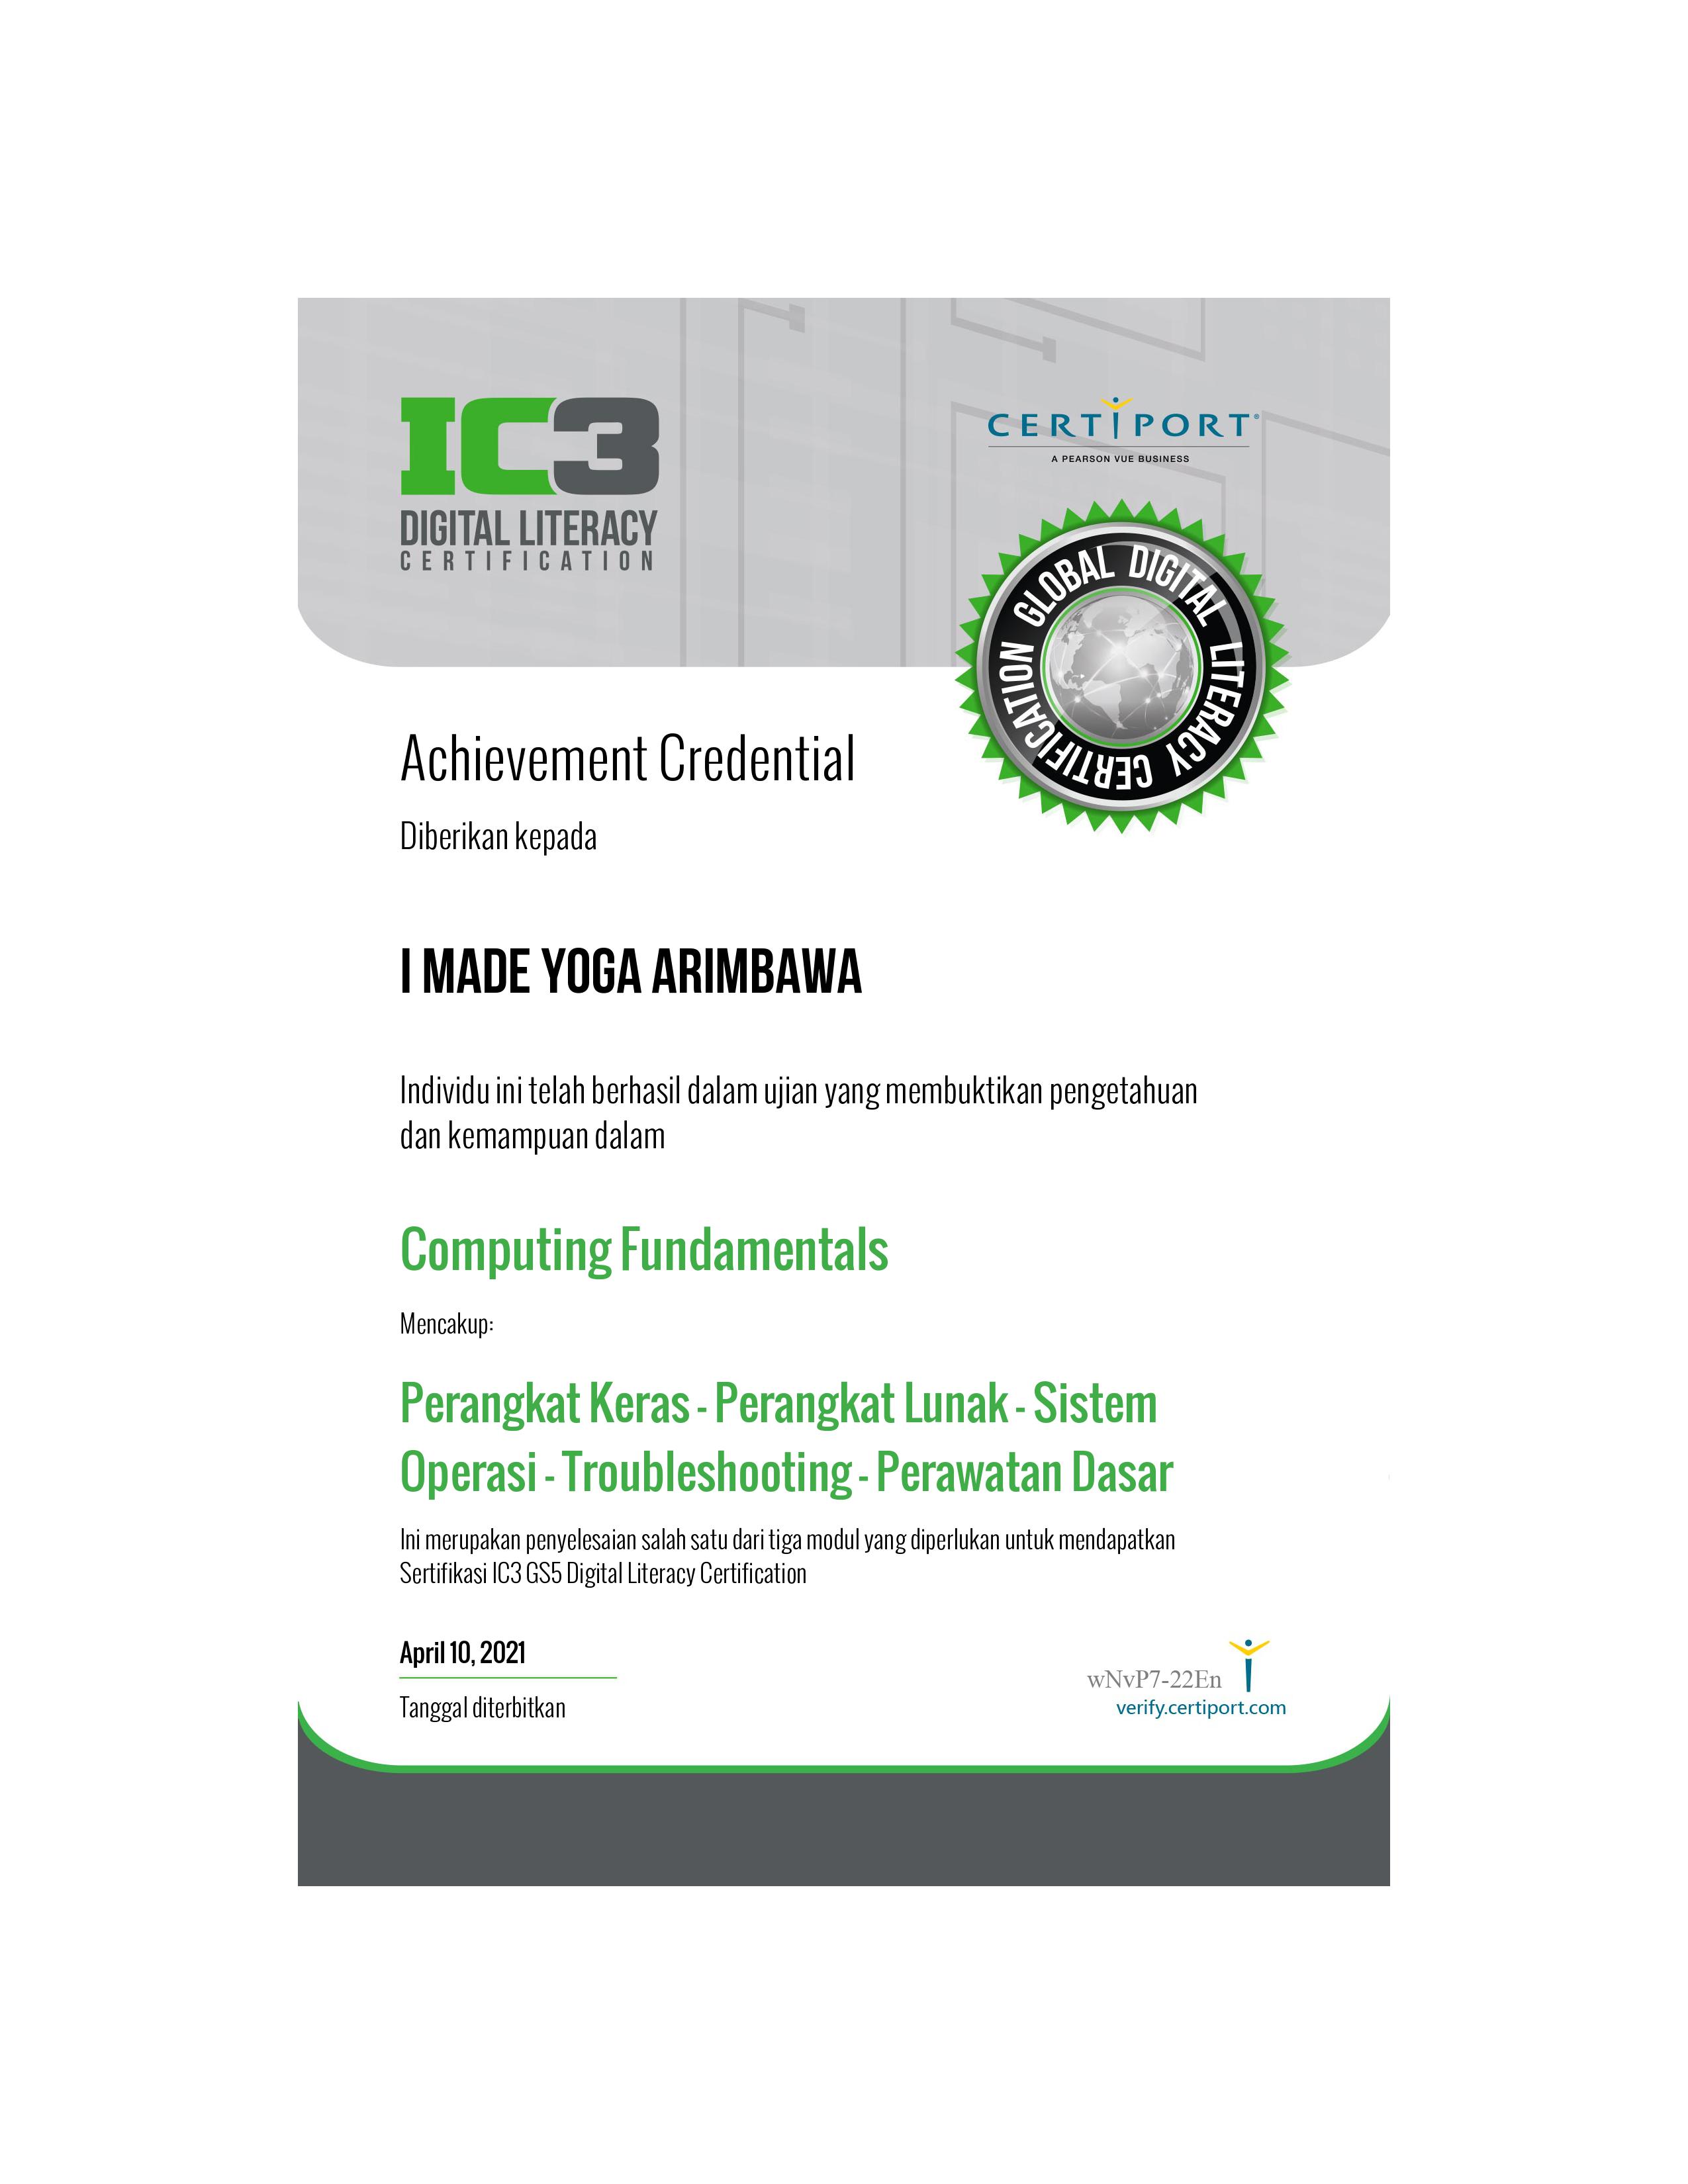 IC3
DIGITAL LITERACY
CERTIFICATION
CERTIPORT®
A PEARSON VUE BUSINESS
GLOBAL DIGITAL LITERACY CERTIFICATION
Achievement Credential
Diberikan kepada
I MADE YOGA ARIMBAWA
Individu ini telah berhasil dalam ujian yang membuktikan pengetahuan
dan kemampuan dalam
Computing Fundamentals
Mencakup:
Perangkat Keras - Perangkat Lunak - Sistem
Operasi - Troubleshooting - Perawatan Dasar
Ini merupakan penyelesaian salah satu dari tiga modul yang diperlukan untuk mendapatkan
Sertifikasi IC3 GS5 Digital Literacy Certification
April 10, 2021
Tanggal diterbitkan
wNvP7-22En
verify.certiport.com